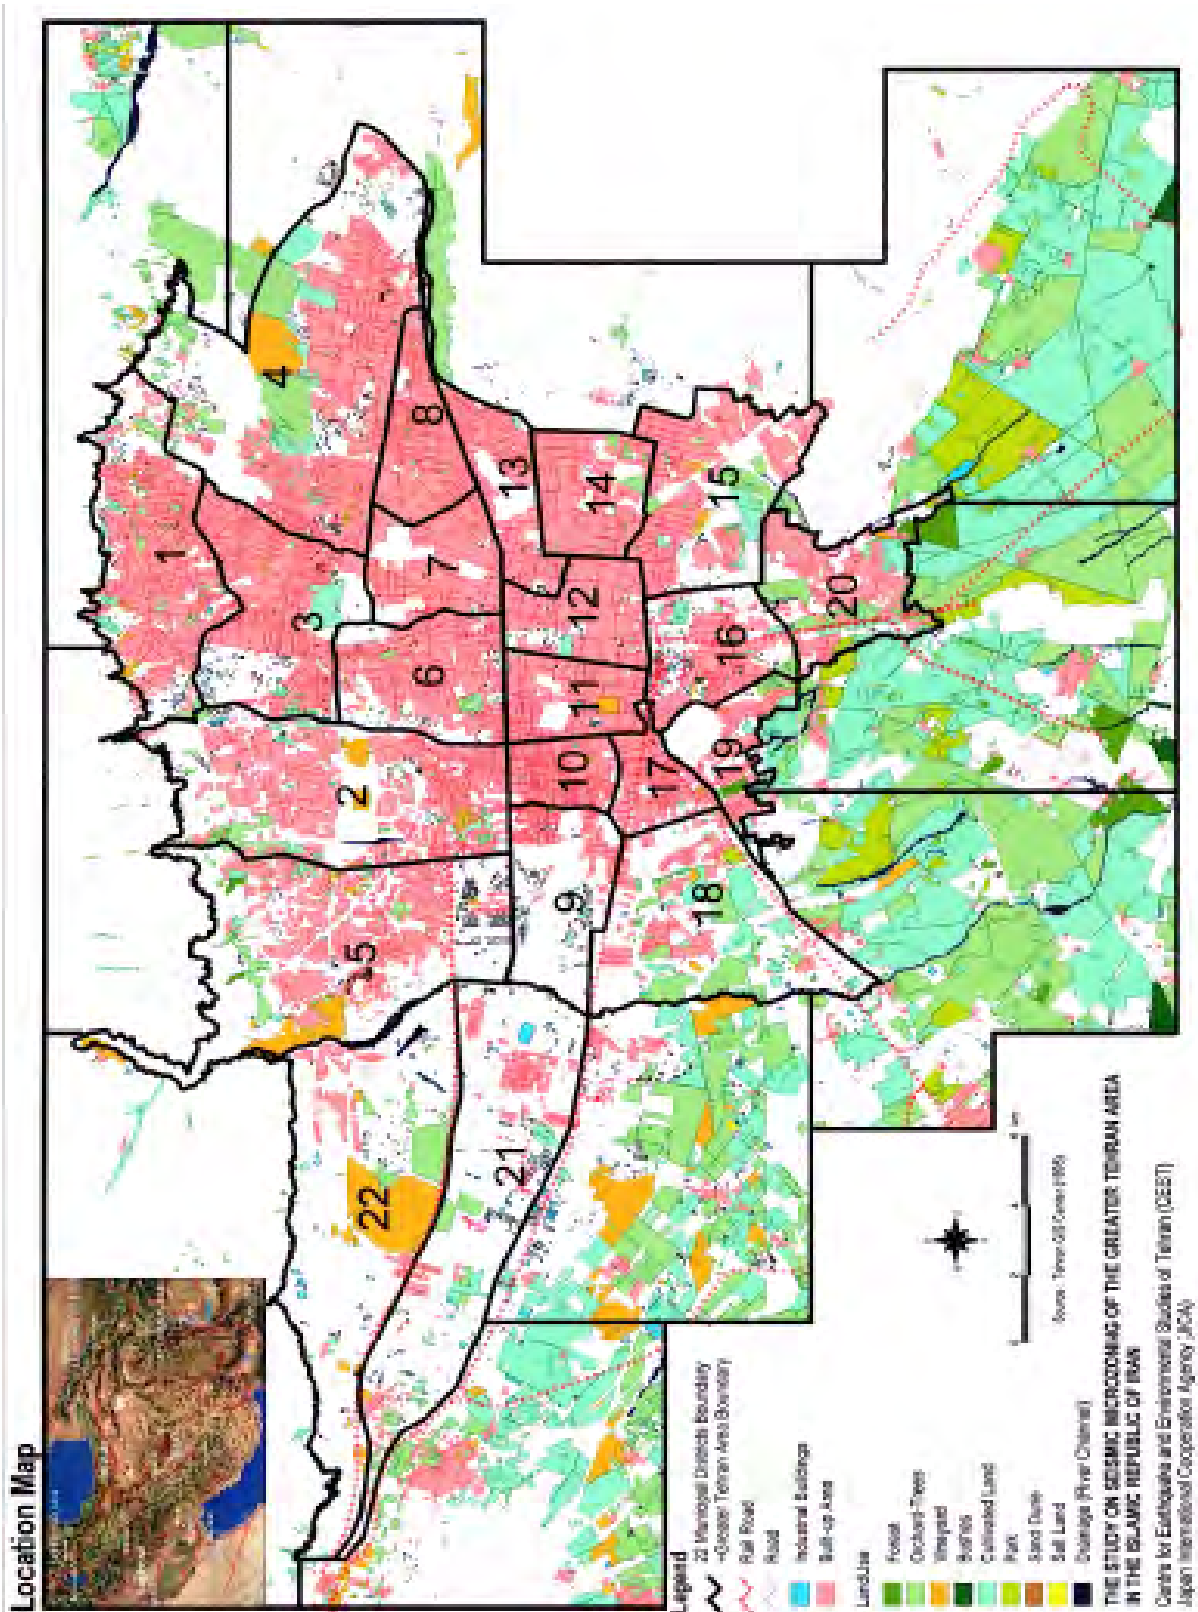 Location Map
1
2
3
4
15
6
7
8
9
10
11
12
13
14
15
16
17
18
19
20
21
22
Legend
22 Municipal Districts Boundary
+Greater Tehran Area Boundary
Rail Road
Road
Industrial Buildings
Built-up Area
LandUse
Forest
Orchard-Trees
Vineyard
Bushes
Cultivated Land
Park
Sand Dune
Salt Land
Drainage (River Channel)
THE STUDY ON SEISMIC MICROZONING OF THE GREATER TEHRAN AREA
IN THE ISLAMIC REPUBLIC OF IRAN
Centre for Earthquake and Environmental Studies of Tehran (CEST)
Japan International Cooperation Agency (JICA)